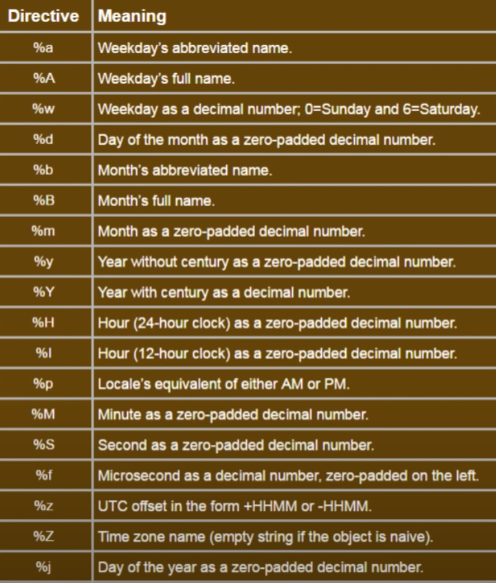 Directive Meaning
%a Weekday's abbreviated name.
%A Weekday's full name.
%w Weekday as a decimal number; 0=Sunday and 6=Saturday.
%d Day of the month as a zero-padded decimal number.
%b Month's abbreviated name.
%B Month's full name.
%m Month as a zero-padded decimal number.
%y Year without century as a zero-padded decimal number.
%Y Year with century as a decimal number.
%H Hour (24-hour clock) as a zero-padded decimal number.
%I Hour (12-hour clock) as a zero-padded decimal number.
%p Locale's equivalent of either AM or PM.
%M Minute as a zero-padded decimal number.
%S Second as a zero-padded decimal number.
%f Microsecond as a decimal number, zero-padded on the left.
%z UTC offset in the form +HHMM or -HHMM.
%Z Time zone name (empty string if the object is naive).
%j Day of the year as a zero-padded decimal number.